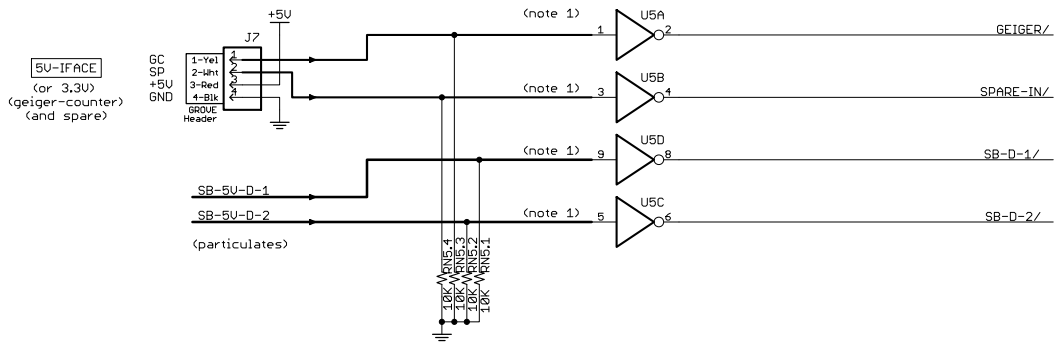 +5V
(note 1)
U5A
1
2
GEIGER/
J7
5V-IFACE
(or 3.3V)
(geiger-counter)
(and spare)
GC
SP
+5V
GND
1-Yel
2-Wht
3-Red
4-Blk
1
2
3
4
GROVE
Header
(note 1)
U5B
3
4
SPARE-IN/
(note 1)
U5D
9
8
SB-D-1/
SB-5V-D-1
SB-5V-D-2
(note 1)
U5C
5
6
SB-D-2/
(particulates)
RN5.4
RN5.3
RN5.2
RN5.1
10K
10K
10K
10K